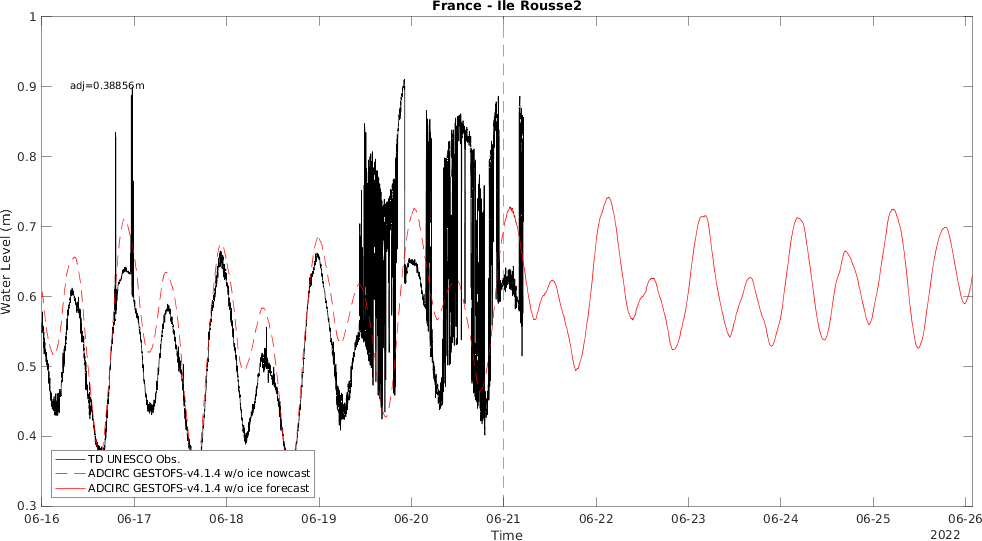 France - Ile Rousse2
adj=0.38856m
Water Level (m)
1
0.9
0.8
0.7
0.6
0.5
0.4
0.3
TD UNESCO Obs.
ADCIRC GESTOFS-v4.1.4 w/o ice nowcast
ADCIRC GESTOFS-v4.1.4 w/o ice forecast
06-16 06-17 06-18 06-19 06-20 06-21 06-22 06-23 06-24 06-25 06-26
2022
Time